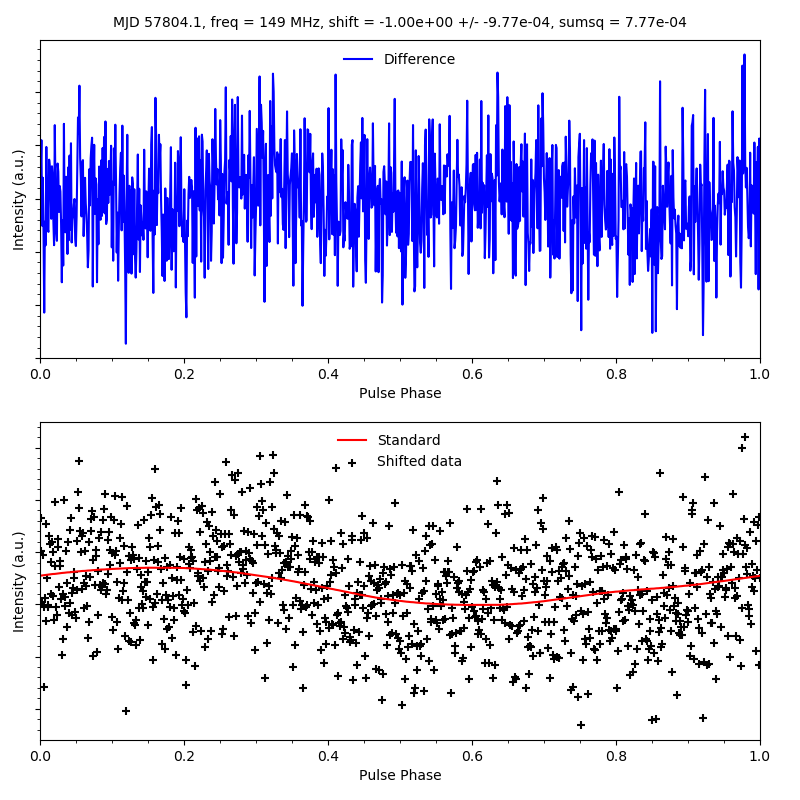 MJD 57804.1, freq = 149 MHz, shift = -1.00e+00 +/- -9.77e-04, sumsq = 7.77e-04
Difference
Intensity (a.u.)
0.0 0.2 0.4 0.6 0.8 1.0
Pulse Phase
Standard
Shifted data
Intensity (a.u.)
0.0 0.2 0.4 0.6 0.8 1.0
Pulse Phase